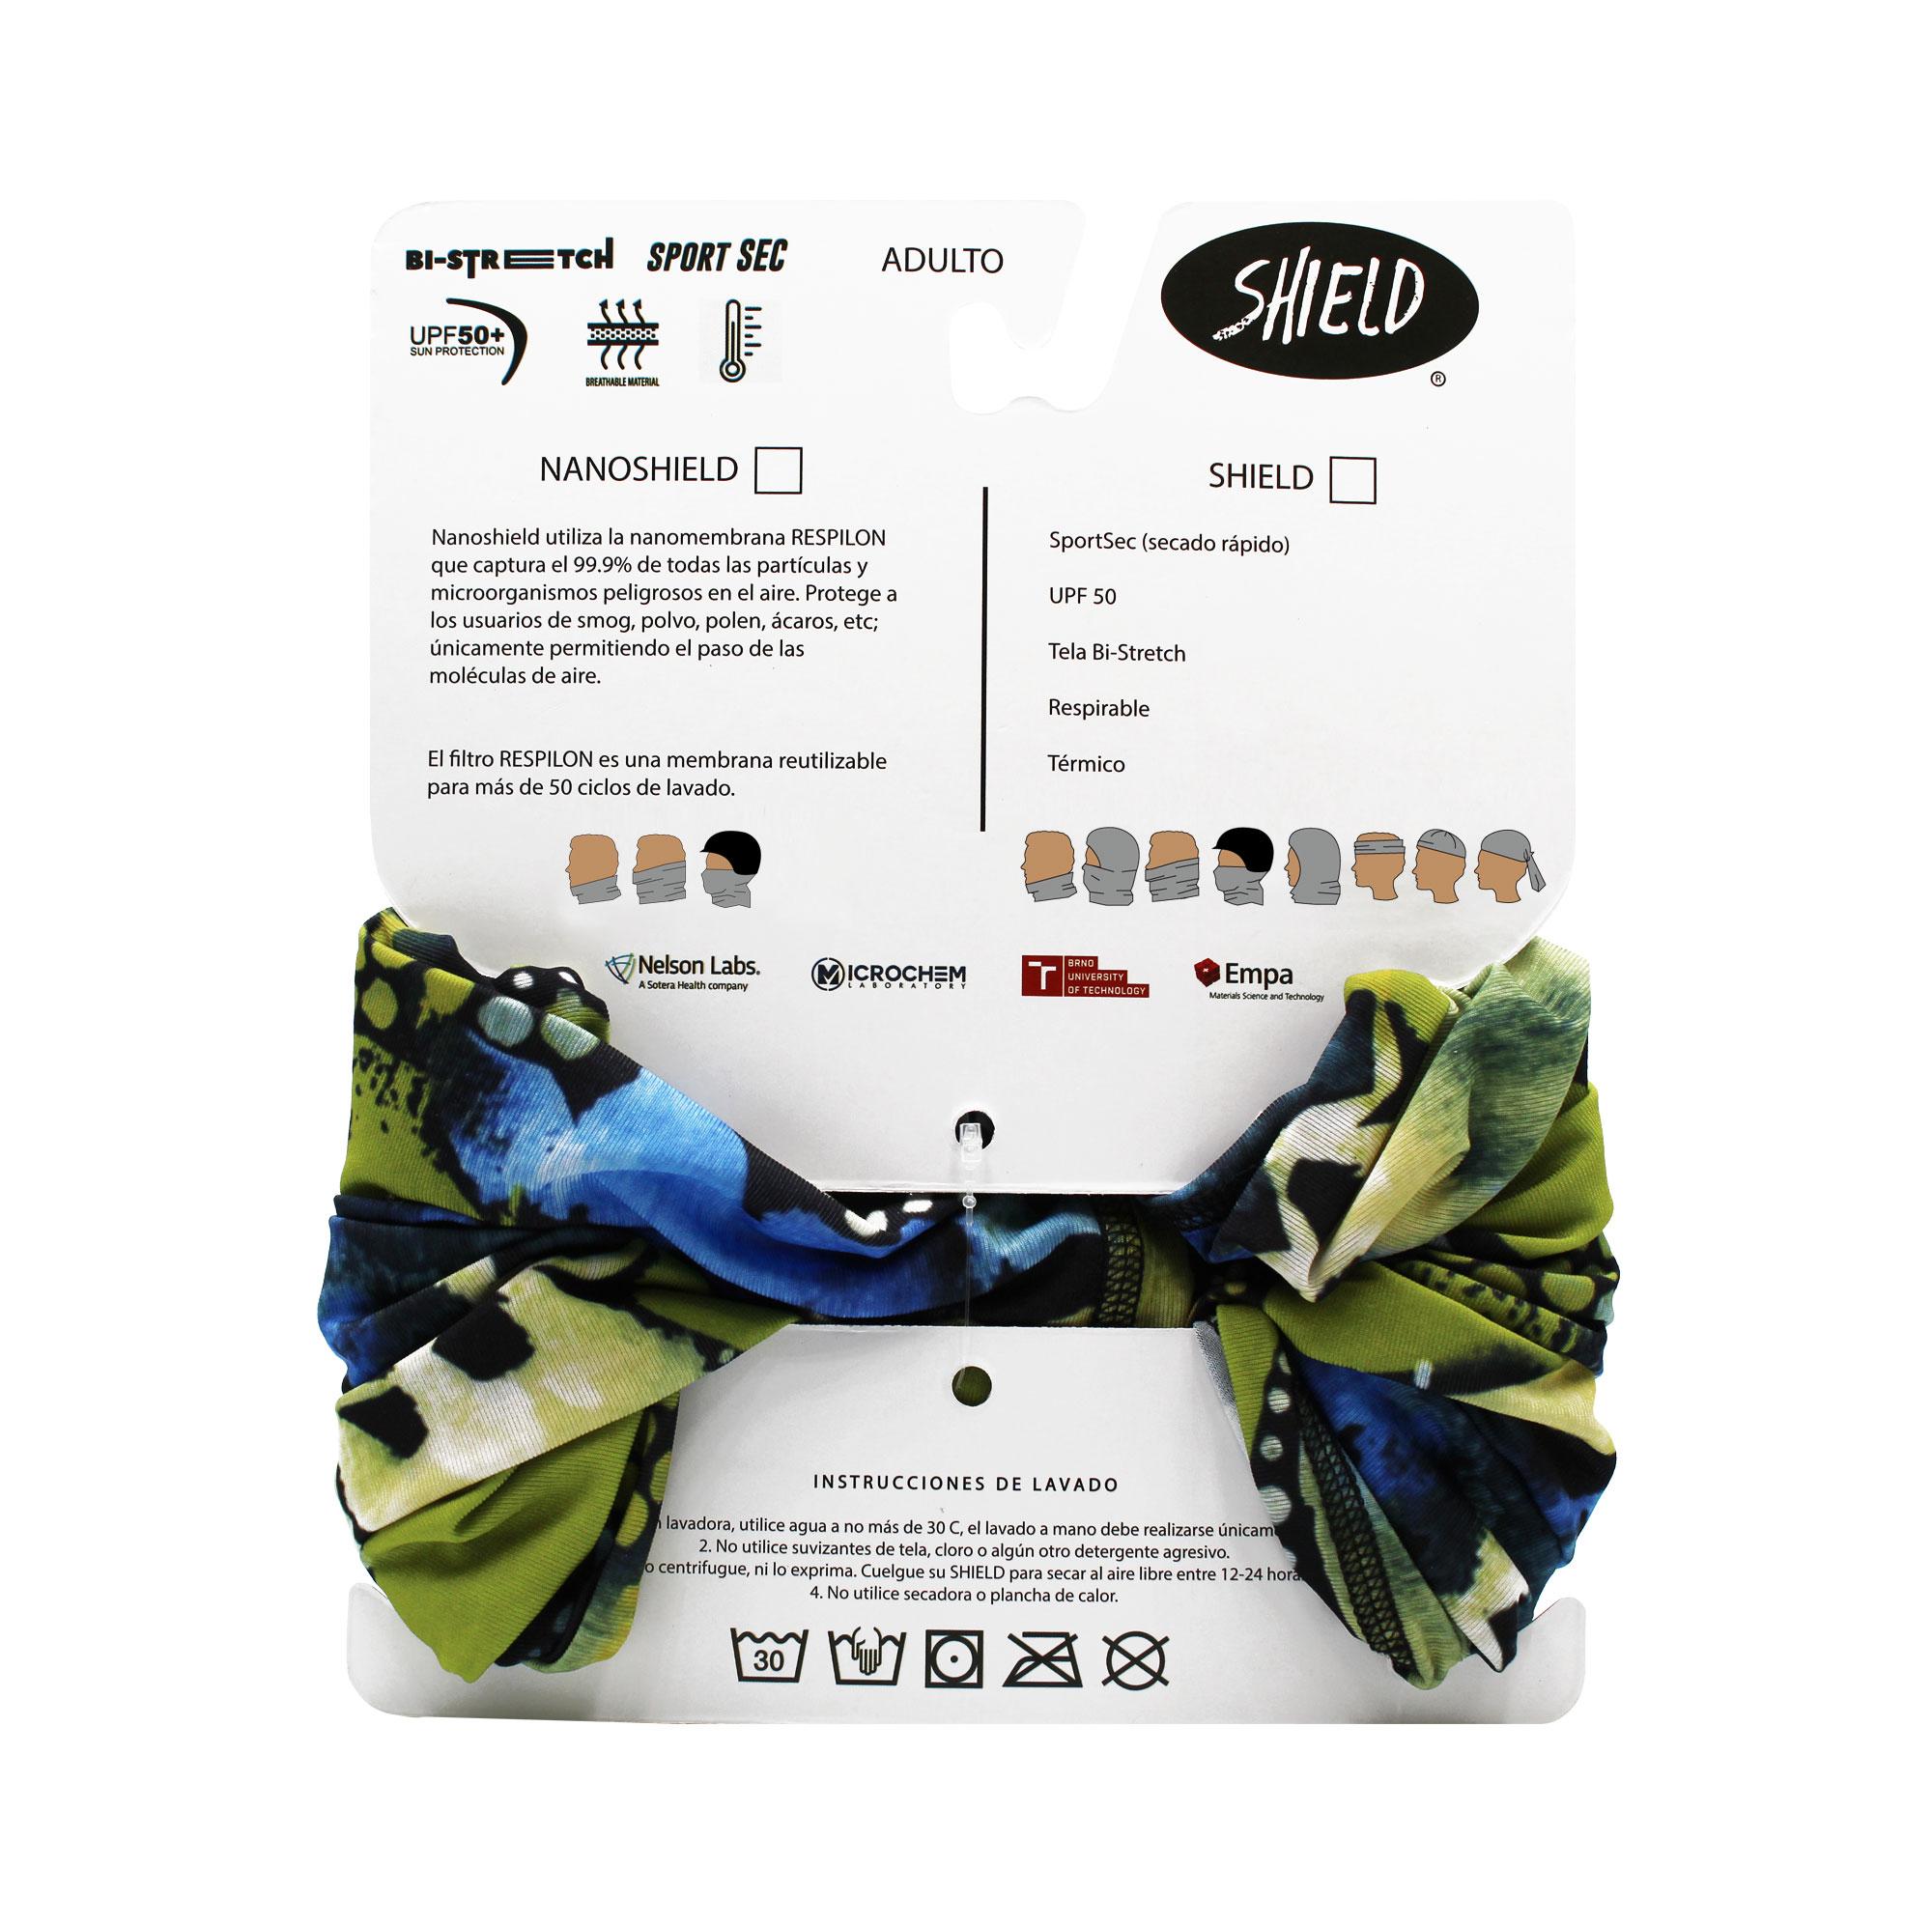 BI-STRETCH SPORT SEC ADULTO
SHIELD
®
UPF50+
SUN PROTECTION
BREATHABLE MATERIAL
NANOSHIELD
Nanoshield utiliza la nanomembrana RESPILON
que captura el 99.9% de todas las partículas y
microorganismos peligrosos en el aire. Protege a
los usuarios de smog, polvo, polen, ácaros, etc;
únicamente permitiendo el paso de las
moléculas de aire.
El filtro RESPILON es una membrana reutilizable
para más de 50 ciclos de lavado.
SHIELD
SportSec (secado rápido)
UPF 50
Tela Bi-Stretch
Respirable
Térmico
Nelson Labs.
A Sotera Health company
MICROCHEM
LABORATORY
T BRNO
UNIVERSITY
OF TECHNOLOGY
Empa
Materials Science and Technology
INSTRUCCIONES DE LAVADO
lavadora, utilice agua a no más de 30 C, el lavado a mano debe realizarse
2. No utilice suvizantes de tela, cloro o algún otro detergente agresivo.
centrifugue, ni lo exprima. Cuelgue su SHIELD para secar al aire libre entre 12-24
4. No utilice secadora o plancha de calor.
30